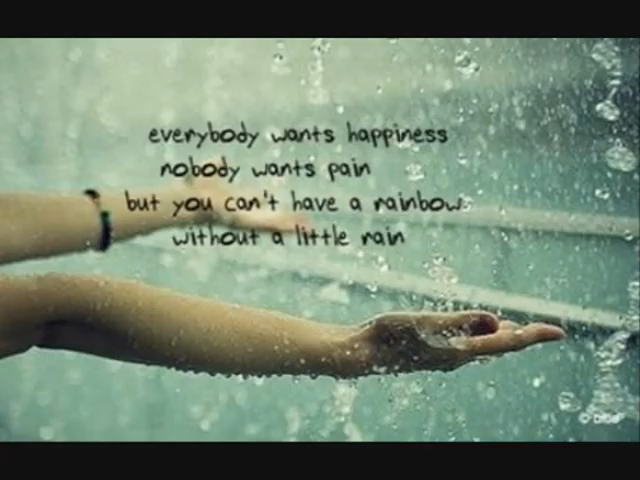 everybody wants happiness
nobody wants pain
but you can't have a rainbow
without a little rain